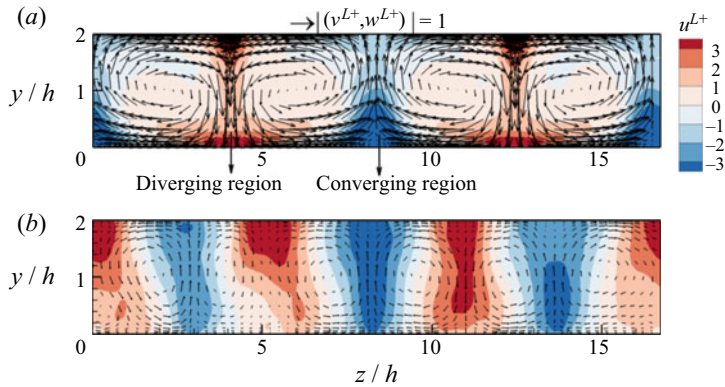 (a)
|(v^{L+}, w^{L+})| = 1
u^{L+}
2
y / h
1
0
5
10
15
3
2
1
0
–1
–2
–3
Diverging region
Converging region
(b)
2
y / h
1
0
5
10
15
z / h